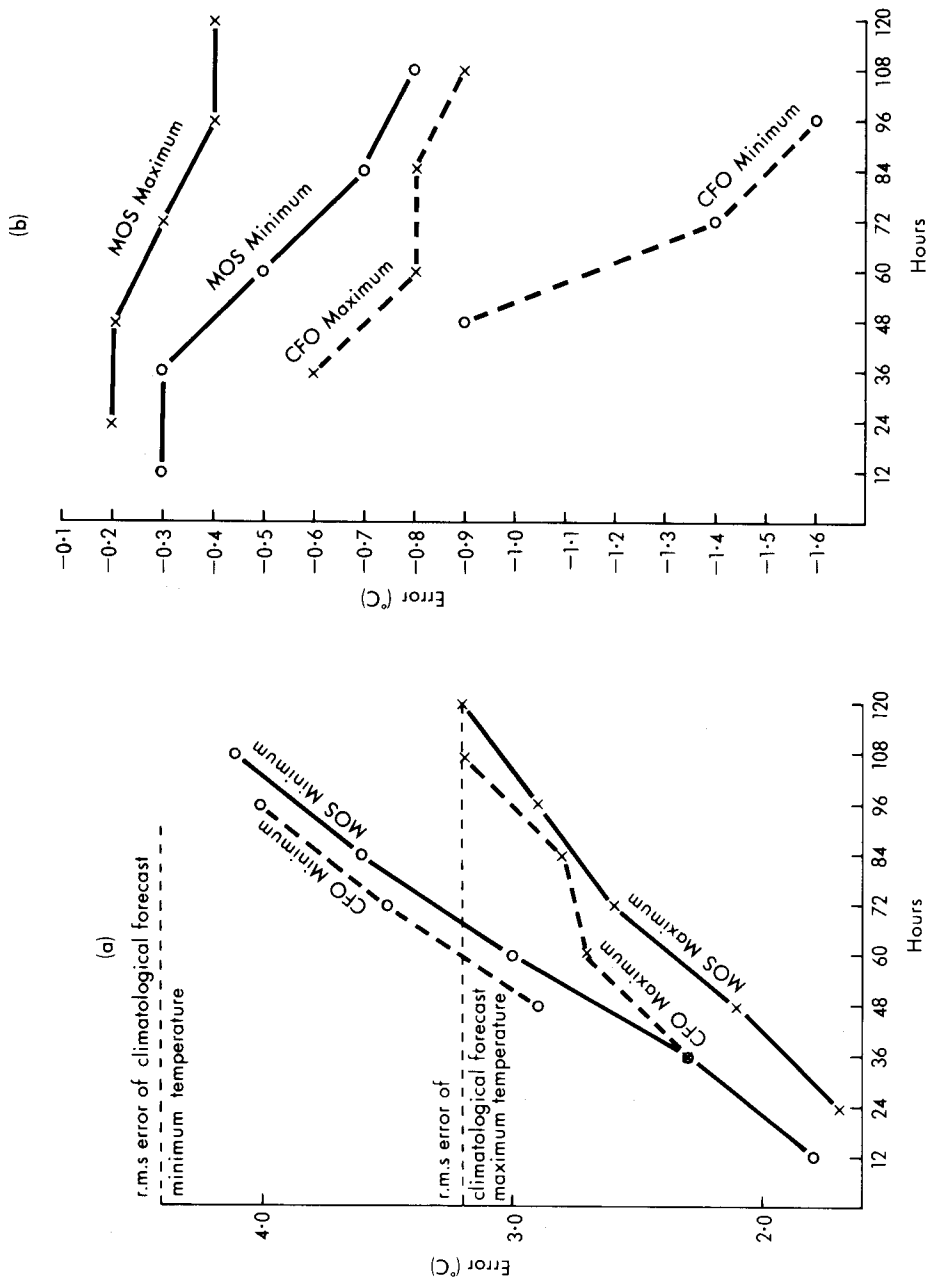 (a)
r.m.s error of climatological forecast
minimum temperature
r.m.s error of
climatological forecast
maximum temperature
MOS Minimum
CFO Minimum
CFO Maximum
MOS Maximum
Error (°C)
4·0
3·0
2·0
12
24
36
48
60
72
84
96
108
120
Hours
(b)
MOS Maximum
MOS Minimum
CFO Maximum
CFO Minimum
Error (°C)
−0·1
−0·2
−0·3
−0·4
−0·5
−0·6
−0·7
−0·8
−0·9
−1·0
−1·1
−1·2
−1·3
−1·4
−1·5
−1·6
12
24
36
48
60
72
84
96
108
120
Hours